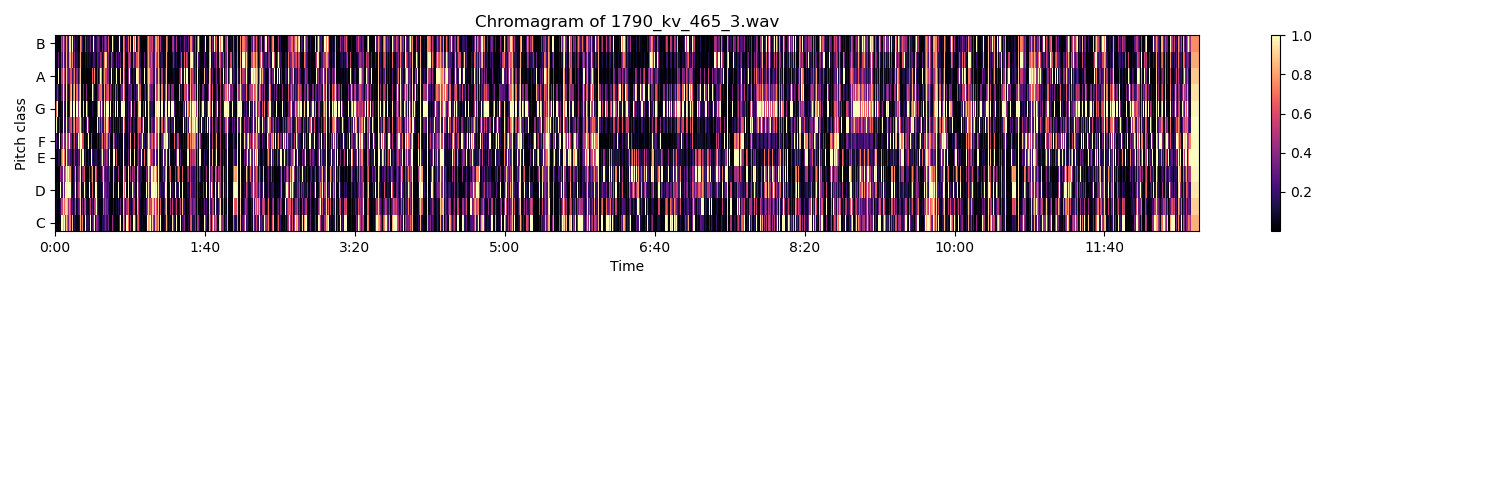 Chromagram of 1790_kv_465_3.wav
Pitch class
B
A
G
F
E
D
C
0:00 1:40 3:20 5:00 6:40 8:20 10:00 11:40
Time
1.0
0.8
0.6
0.4
0.2